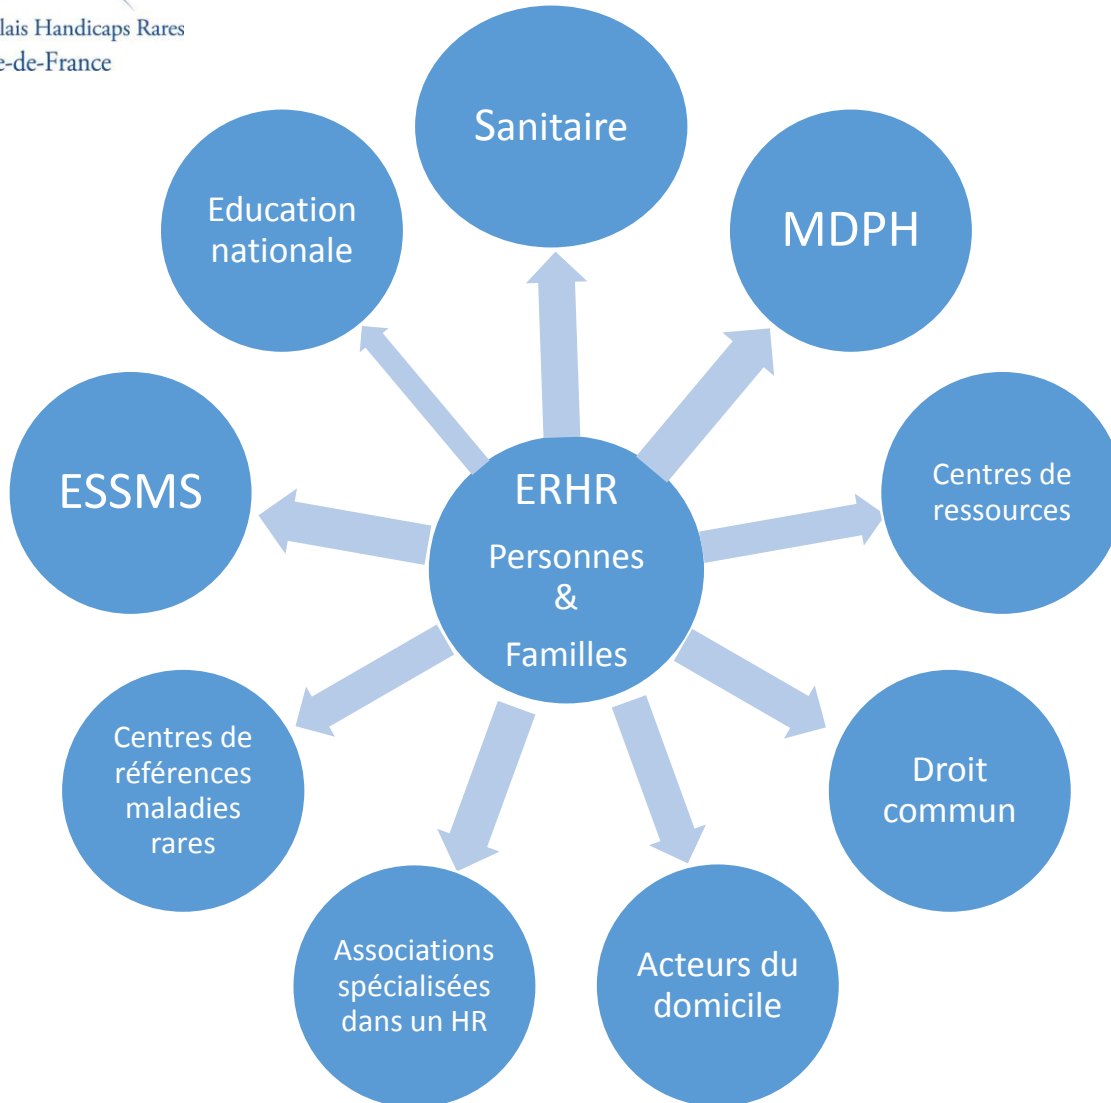 lais Handicaps Rares
e-de-France
Sanitaire
Education
nationale
MDPH
ESSMS
Centres de
ressources
ERHR
Personnes
&
Familles
Centres de
références
maladies
rares
Droit
commun
Associations
spécialisées
dans un HR
Acteurs du
domicile